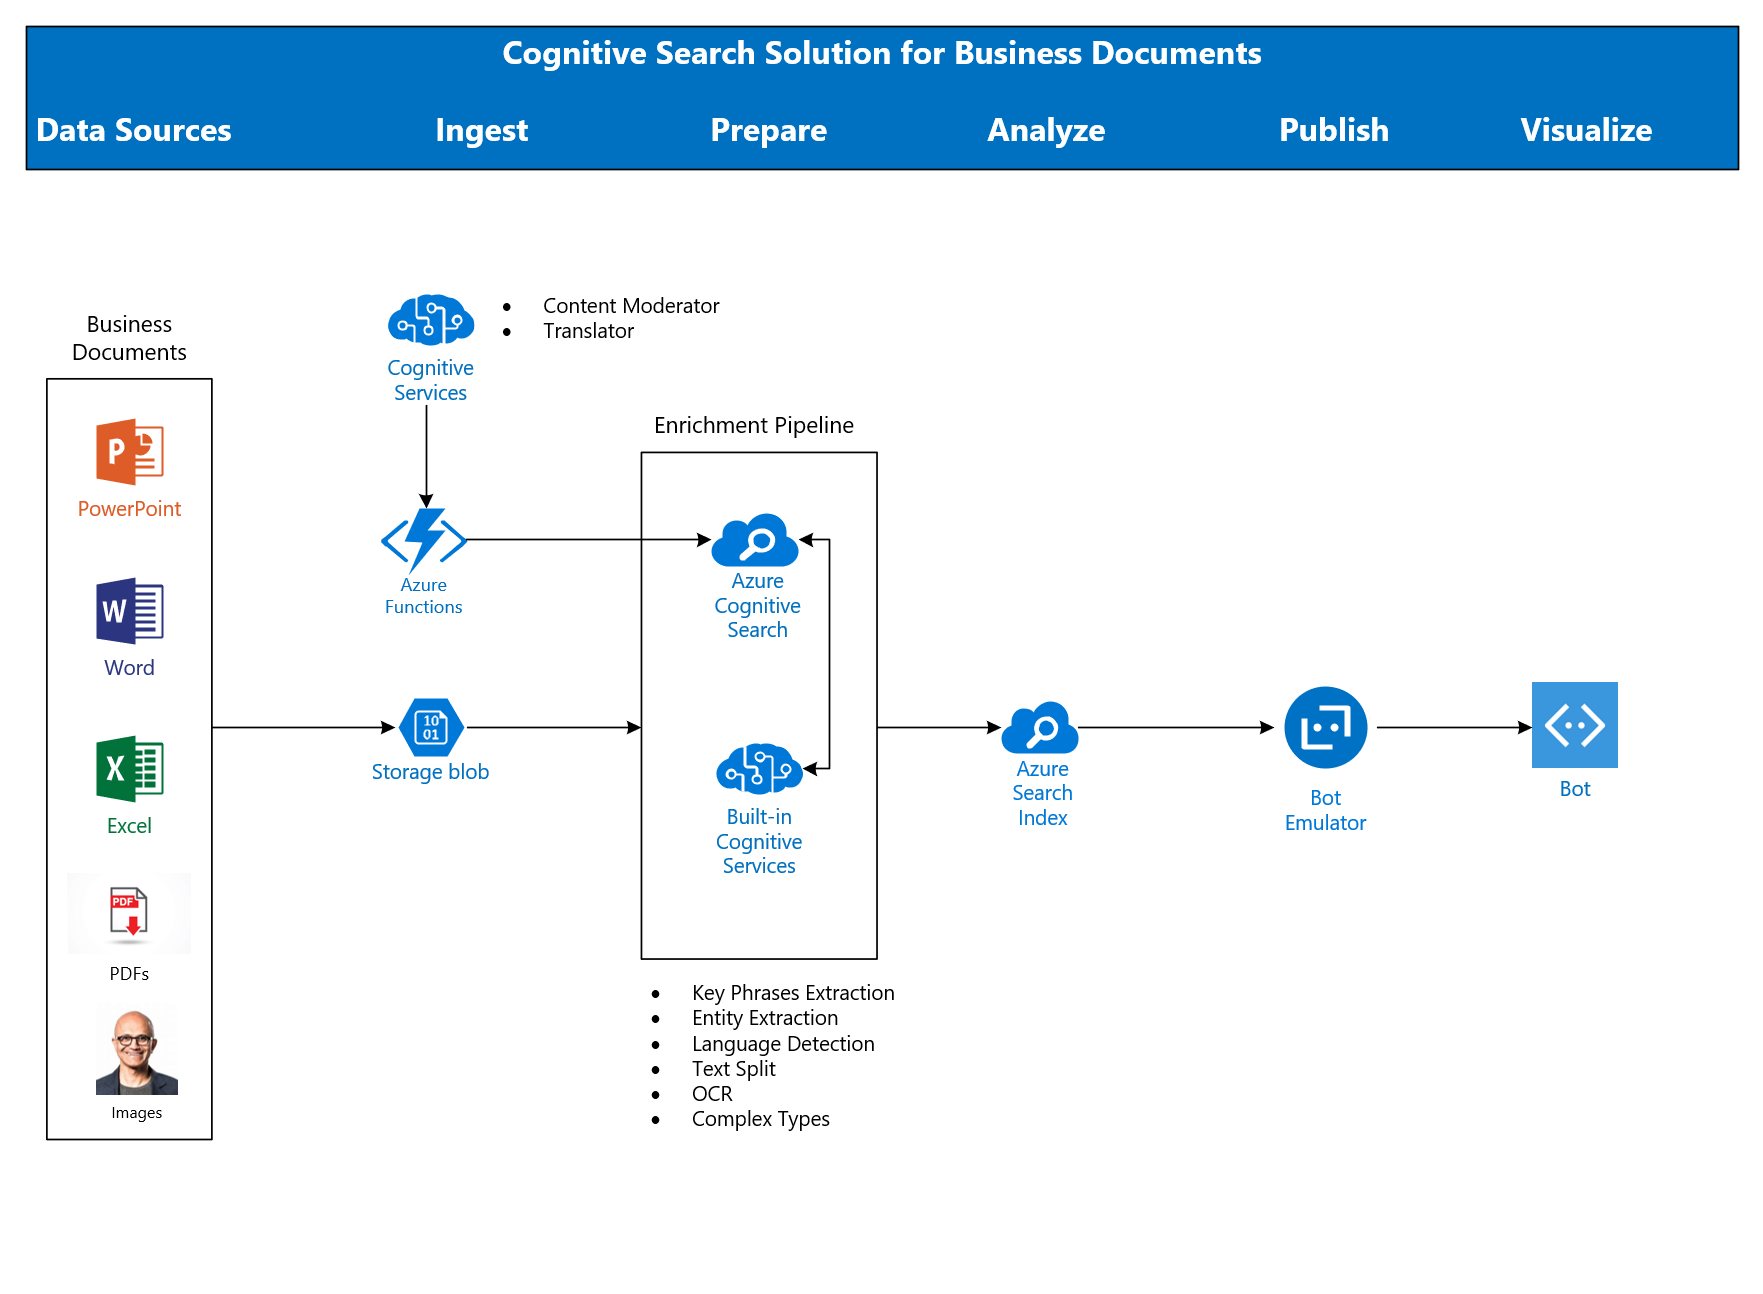 Cognitive Search Solution for Business Documents
Data Sources
Ingest
Prepare
Analyze
Publish
Visualize
Business
Documents
P
PowerPoint
W
Word
X
Excel
PDF
PDFs
Images
Cognitive
Services
• Content Moderator
• Translator
Azure
Functions
10
01
Storage blob
Enrichment Pipeline
Azure
Cognitive
Search
Built-in
Cognitive
Services
• Key Phrases Extraction
• Entity Extraction
• Language Detection
• Text Split
• OCR
• Complex Types
Azure
Search
Index
Bot
Emulator
Bot